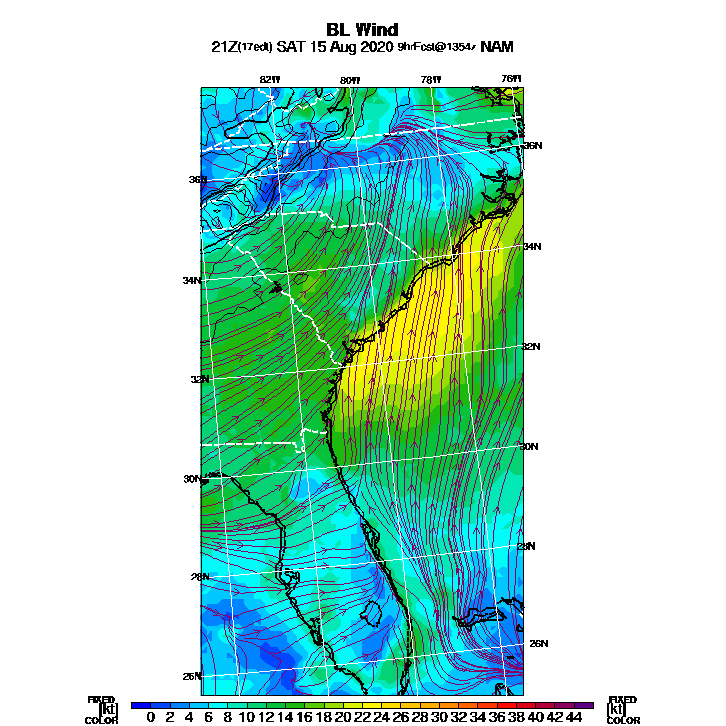 BL Wind
21Z(17edt) SAT 15 Aug 2020 9hrFcst@1354z NAM
82W 80W 78W 76W
36N 36N
34N 34N
32N 32N
30N 30N
28N 28N
26N 26N
FIXED FIXED
[kt] 0 2 4 6 8 10 12 14 16 18 20 22 24 26 28 30 32 34 36 38 40 42 44 [kt]
COLOR COLOR